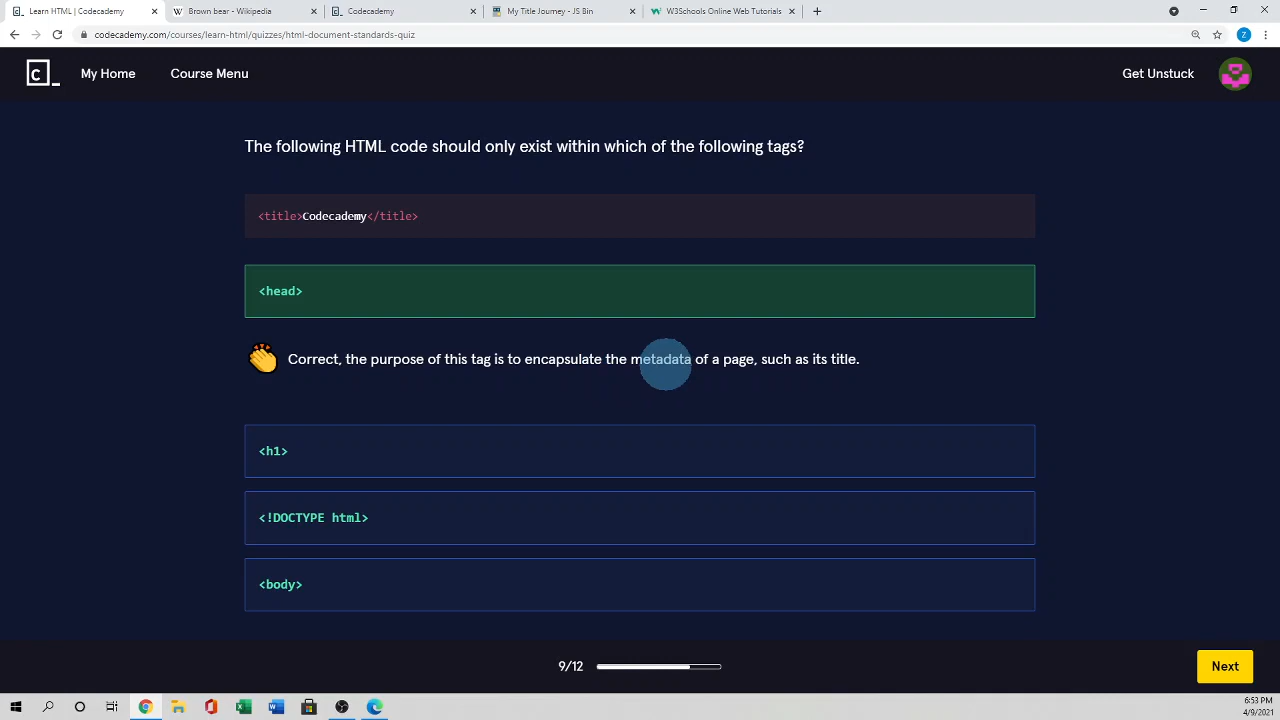 Learn HTML | Codecademy
Brown bear - Wikipedia
Codecademy
My Title Journey - JS Bin
W3Schools Online Web Tutorials
codecademy.com/courses/learn-html/quizzes/html-document-standards-quiz
Z
C_
My Home
Course Menu
Get Unstuck
The following HTML code should only exist within which of the following tags?
<title>Codecademy</title>
<head>
Correct, the purpose of this tag is to encapsulate the metadata of a page, such as its title.
<h1>
<!DOCTYPE html>
<body>
9/12
Next
6:53 PM
4/9/2021